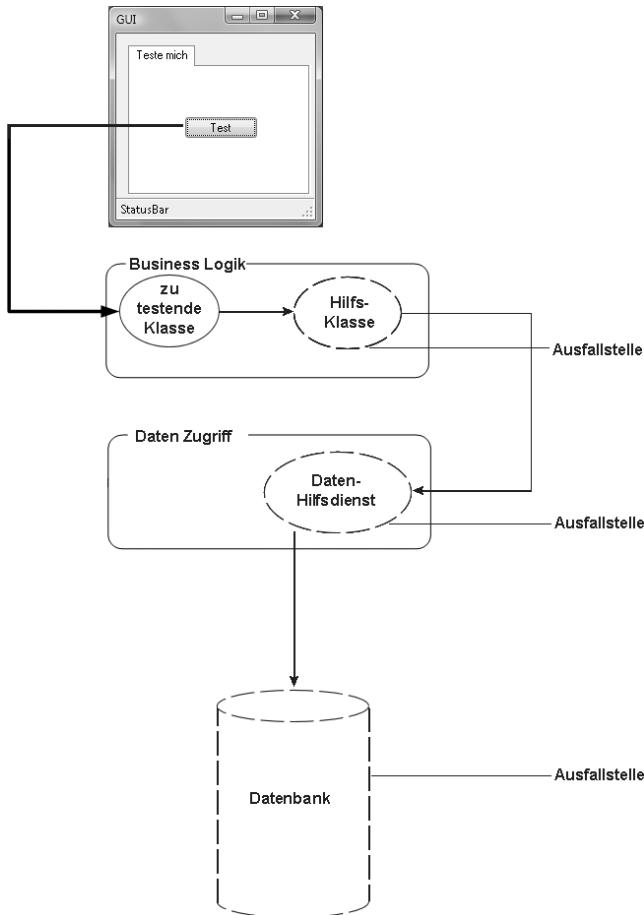 GUI
Teste mich
Test
StatusBar
Business Logik
zu
testende
Klasse
Hilfs-
Klasse
Ausfallstelle
Daten Zugriff
Daten-
Hilfsdienst
Ausfallstelle
Datenbank
Ausfallstelle